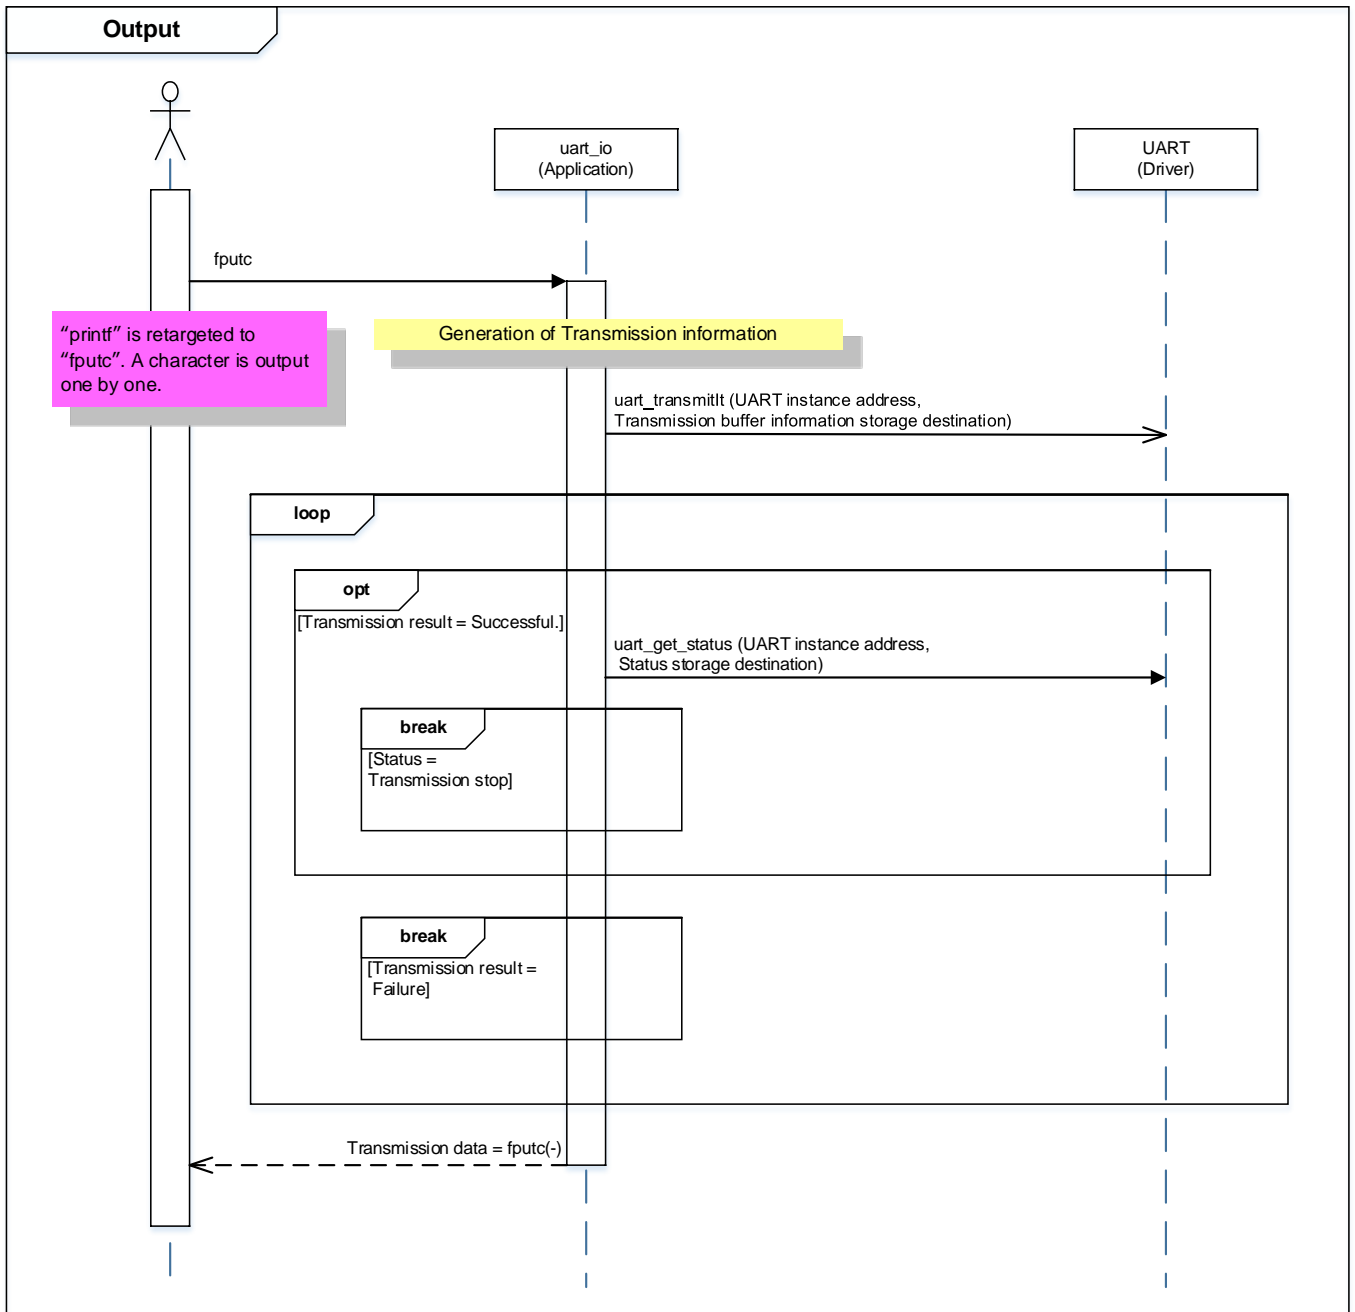 Output
uart_io
(Application)
UART
(Driver)
fputc
“printf” is retargeted to
“fputc”. A character is output
one by one.
Generation of Transmission information
uart_transmitIt (UART instance address,
Transmission buffer information storage destination)
loop
opt
[Transmission result = Successful.]
uart_get_status (UART instance address,
Status storage destination)
break
[Status =
Transmission stop]
break
[Transmission result =
Failure]
Transmission data = fputc(-)